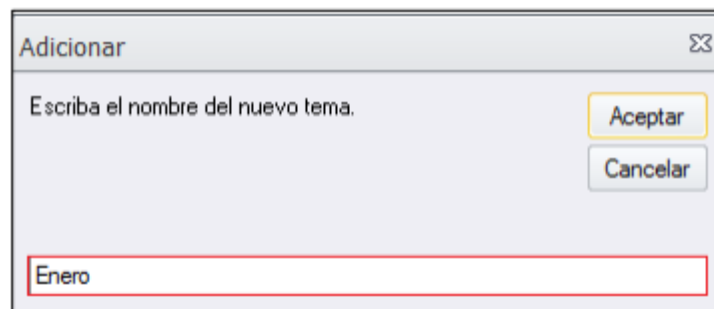 Adicionar
Escriba el nombre del nuevo tema.
Aceptar
Cancelar
Enero